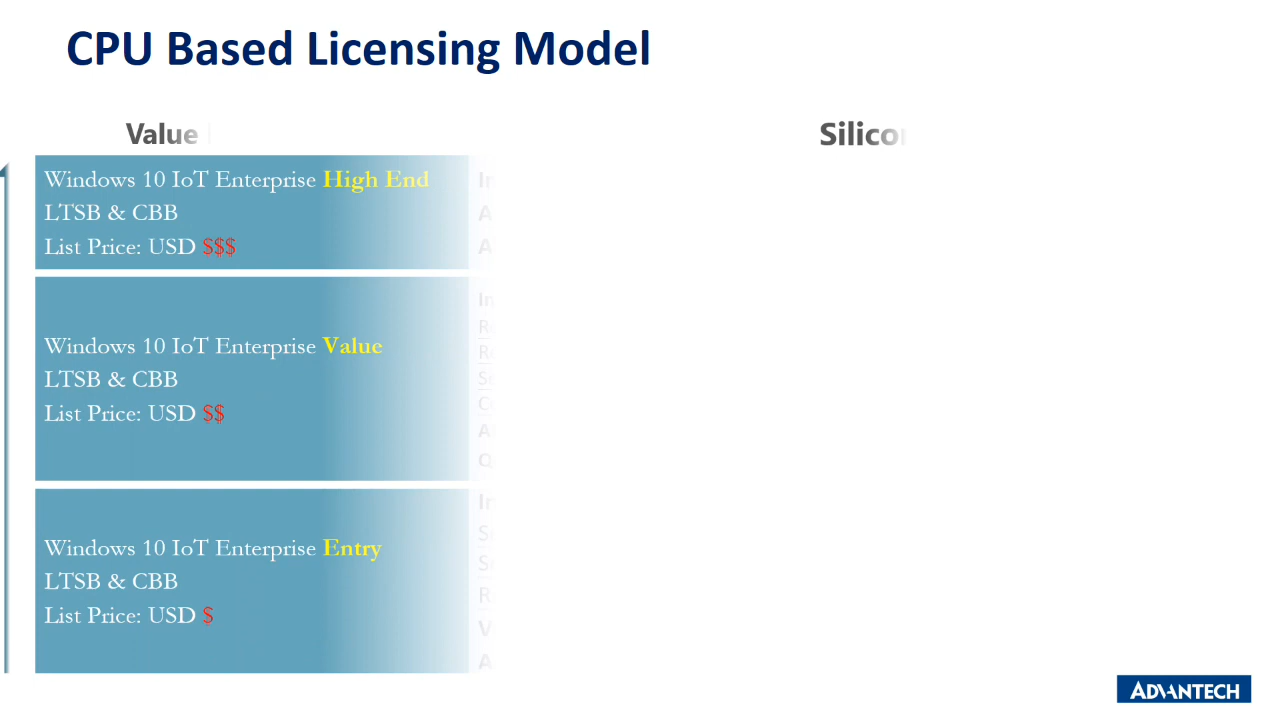 CPU Based Licensing Model
Value
Windows 10 IoT Enterprise High End
LTSB & CBB
List Price: USD $$$
Windows 10 IoT Enterprise Value
LTSB & CBB
List Price: USD $$
Windows 10 IoT Enterprise Entry
LTSB & CBB
List Price: USD $
ADVANTECH